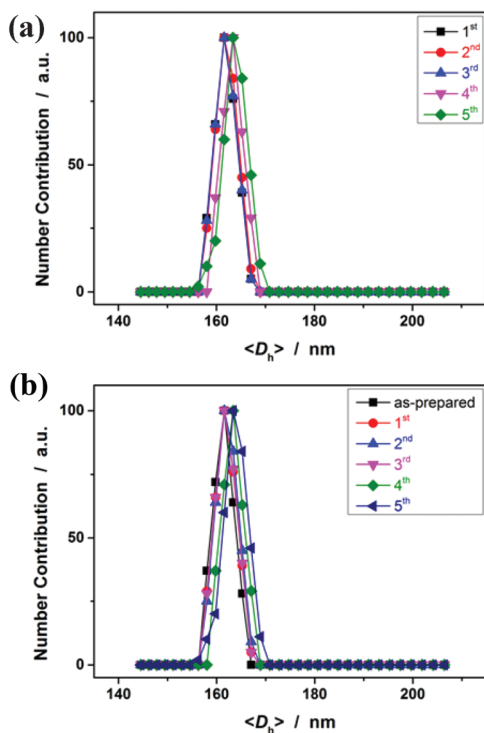 (a)
100
50
0
Number Contribution / a.u.
1st
2nd
3rd
4th
5th
140 160 180 200
<Dh> / nm
(b)
100
50
0
Number Contribution / a.u.
as-prepared
1st
2nd
3rd
4th
5th
140 160 180 200
<Dh> / nm